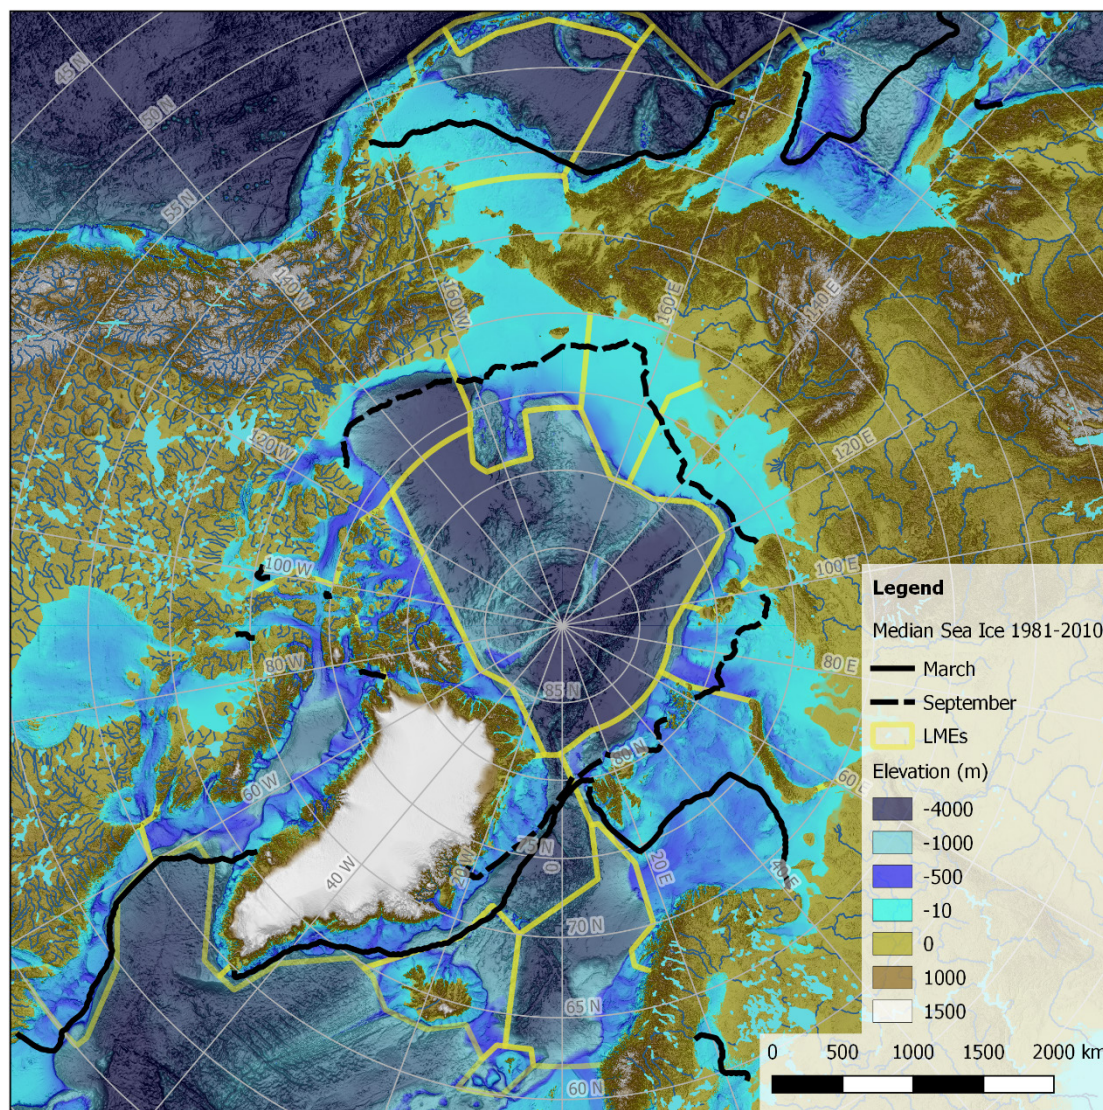 45 N
50 N
55 N
140 W
160 W
160 E
140 E
120 W
120 E
100 W
100 E
80 W
80 E
85 N
80 N
60 W
60 E
75 N
40 W
20 W
0
20 E
40 E
70 N
65 N
60 N
Legend
Median Sea Ice 1981-2010
March
September
LMEs
Elevation (m)
-4000
-1000
-500
-10
0
1000
1500
0 500 1000 1500 2000 km